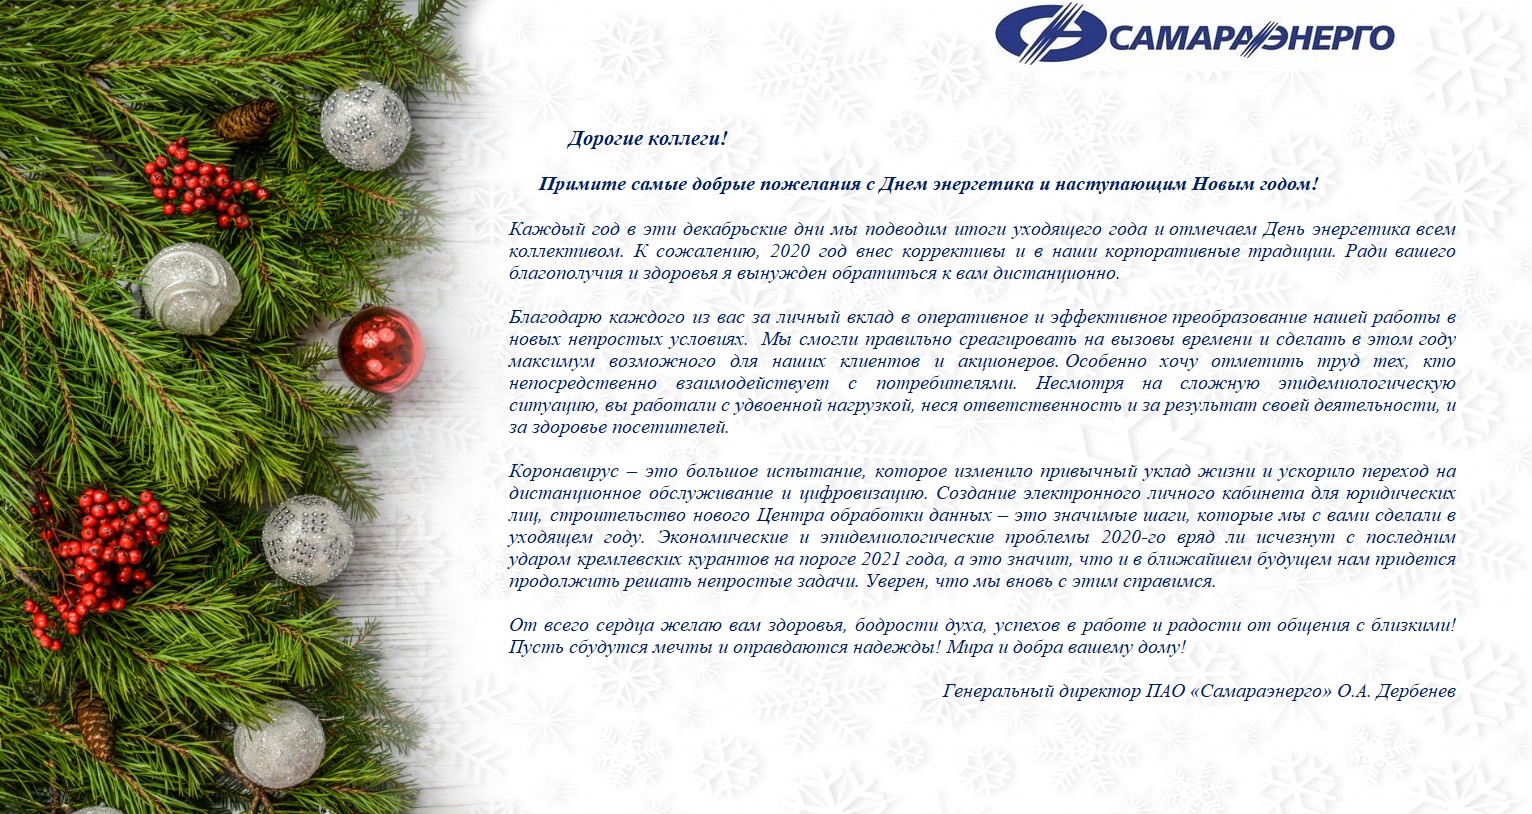 САМАРАЭНЕРГО
Дорогие коллеги!
Примите самые добрые пожелания с Днем энергетика и наступающим Новым годом!
Каждый год в эти декабрьские дни мы подводим итоги уходящего года и отмечаем День энергетика всем
коллективом. К сожалению, 2020 год внес коррективы и в наши корпоративные традиции. Ради вашего
благополучия и здоровья я вынужден обратиться к вам дистанционно.
Благодарю каждого из вас за личный вклад в оперативное и эффективное преобразование нашей работы в
новых непростых условиях. Мы смогли правильно среагировать на вызовы времени и сделать в этом году
максимум возможного для наших клиентов и акционеров. Особенно хочу отметить труд тех, кто
непосредственно взаимодействует с потребителями. Несмотря на сложную эпидемиологическую
ситуацию, вы работали с удвоенной нагрузкой, неся ответственность и за результат своей деятельности, и
за здоровье посетителей.
Коронавирус – это большое испытание, которое изменило привычный уклад жизни и ускорило переход на
дистанционное обслуживание и цифровизацию. Создание электронного личного кабинета для юридических
лиц, строительство нового Центра обработки данных – это значимые шаги, которые мы с вами сделали в
уходящем году. Экономические и эпидемиологические проблемы 2020-го вряд ли исчезнут с последним
ударом кремлевских курантов на пороге 2021 года, а это значит, что и в ближайшем будущем нам придется
продолжить решать непростые задачи. Уверен, что мы вновь с этим справимся.
От всего сердца желаю вам здоровья, бодрости духа, успехов в работе и радости от общения с близкими!
Пусть сбудутся мечты и оправдаются надежды! Мира и добра вашему дому!
Генеральный директор ПАО «Самараэнерго» О.А. Дербенев